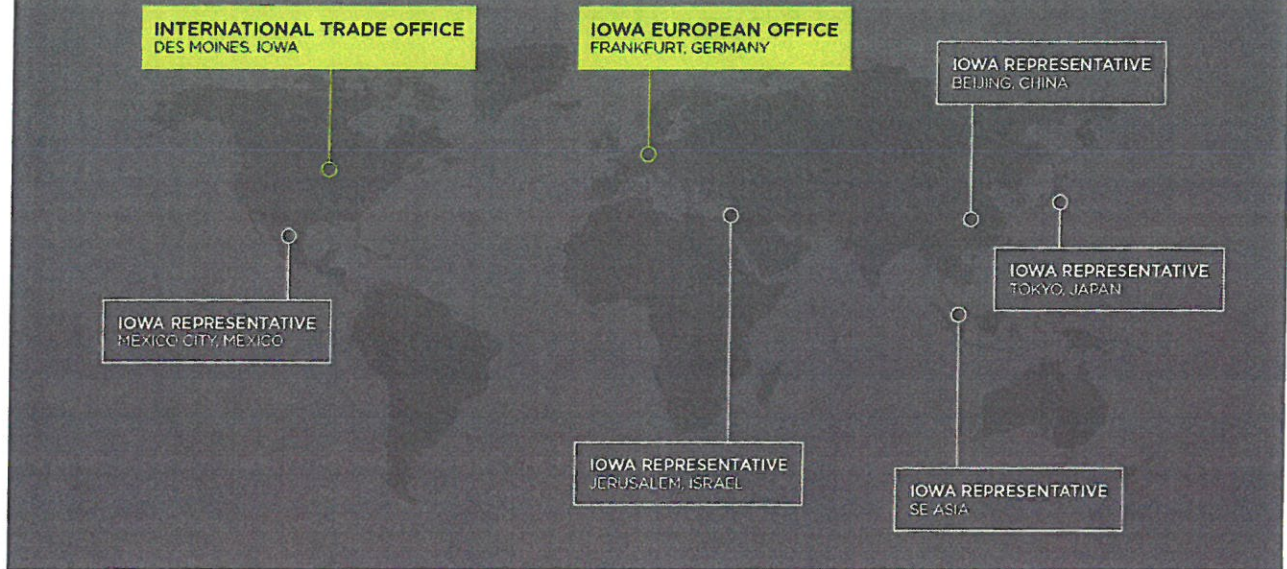 INTERNATIONAL TRADE OFFICE
DES MOINES, IOWA
IOWA EUROPEAN OFFICE
FRANKFURT, GERMANY
IOWA REPRESENTATIVE
BEIJING, CHINA
IOWA REPRESENTATIVE
TOKYO, JAPAN
IOWA REPRESENTATIVE
MEXICO CITY, MEXICO
IOWA REPRESENTATIVE
JERUSALEM, ISRAEL
IOWA REPRESENTATIVE
SE ASIA